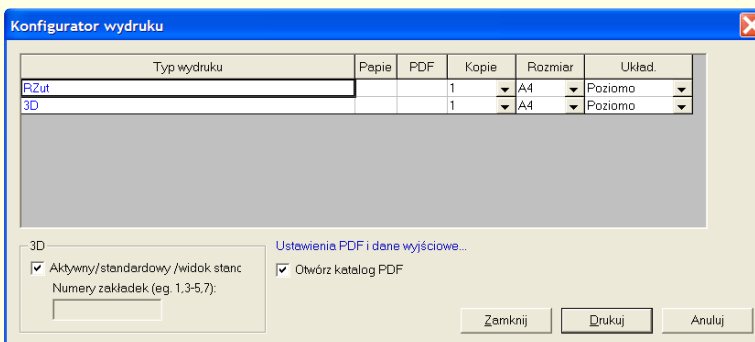 Konfigurator wydruku
Typ wydruku Papie PDF Kopie Rozmiar Układ.
RZut 1 A4 Poziomo
3D 1 A4 Poziomo
3D
Ustawienia PDF i dane wyjściowe...
Aktywny/standardowy /widok stanc
Otwórz katalog PDF
Numery zakładek (eg. 1,3-5,7):
Zamknij Drukuj Anuluj